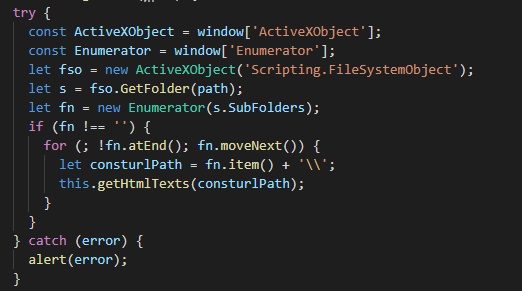 try {
const ActiveXObject = window['ActiveXObject'];
const Enumerator = window['Enumerator'];
let fso = new ActiveXObject('Scripting.FileSystemObject');
let s = fso.GetFolder(path);
let fn = new Enumerator(s.SubFolders);
if (fn !== '') {
for (; !fn.atEnd(); fn.moveNext()) {
let consturlPath = fn.item() + '\\';
this.getHtmlTexts(consturlPath);
}
}
} catch (error) {
alert(error);
}